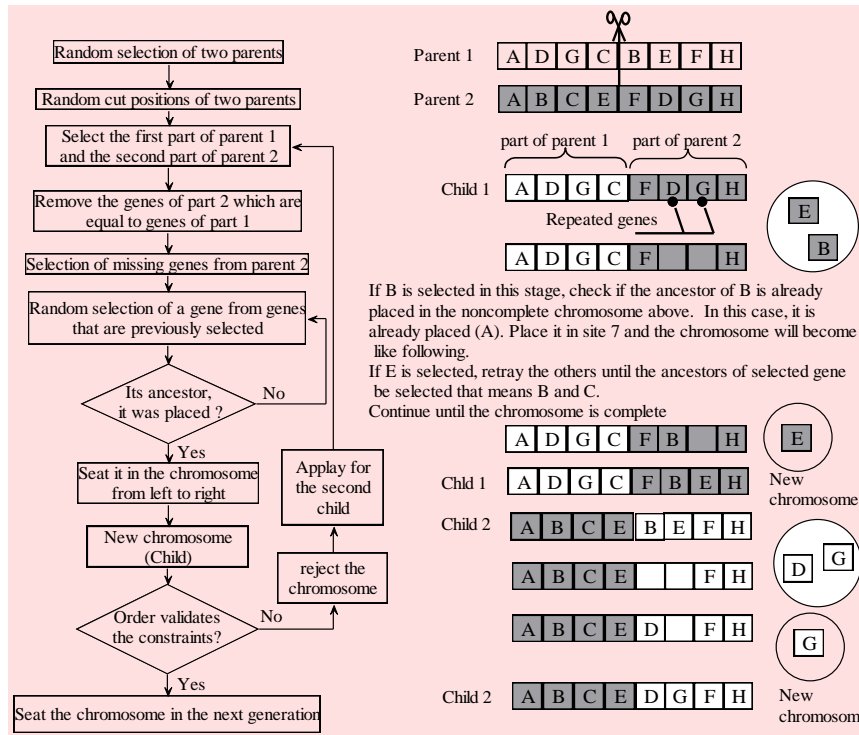 Random selection of two parents
Random cut positions of two parents
Select the first part of parent 1
and the second part of parent 2
Remove the genes of part 2 which are
equal to genes of part 1
Selection of missing genes from parent 2
Random selection of a gene from genes
that are previously selected
Its ancestor,
it was placed ?
No
Yes
Seat it in the chromosome
from left to right
New chromosome
(Child)
Order validates
the constraints?
No
Yes
Seat the chromosome in the next generation
Applay for
the second
child
reject the
chromosome
Parent 1 A D G C B E F H
Parent 2 A B C E F D G H
part of parent 1 part of parent 2
Child 1 A D G C F D G H
Repeated genes
E
B
A D G C F H
If B is selected in this stage, check if the ancestor of B is already
placed in the noncomplete chromosome above. In this case, it is
already placed (A). Place it in site 7 and the chromosome will become
like following.
If E is selected, retray the others until the ancestors of selected gene
be selected that means B and C.
Continue until the chromosome is complete
A D G C F B H
E
Chld 1 A D G C F B E H
New
chromosome
Child 2 A B C E B E F H
D G
A B C E F H
A B C E D F H
G
Child 2 A B C E D G F H
New
chromosom